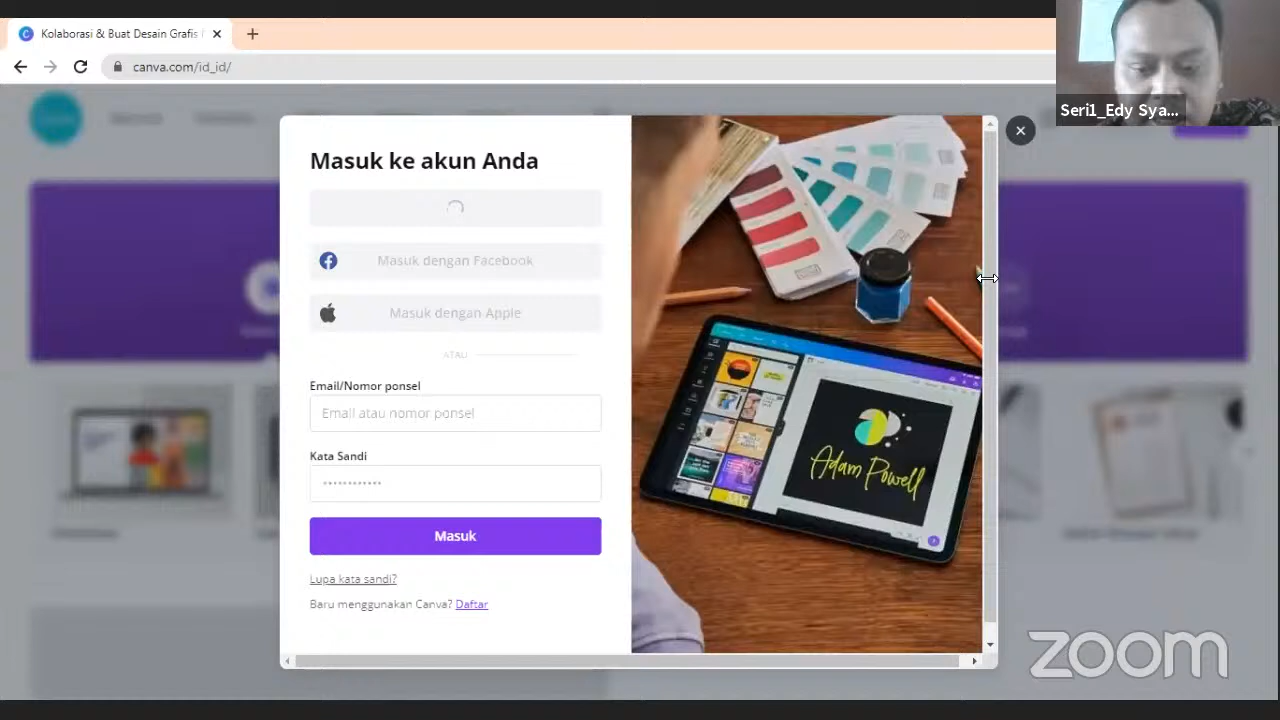 Kolaborasi & Buat Desain Grafis
canva.com/id_id/
Seri1_Edy Sya...
Masuk ke akun Anda
Masuk dengan Facebook
Masuk dengan Apple
ATAU
Email/Nomor ponsel
Email atau nomor ponsel
Kata Sandi
Masuk
Lupa kata sandi?
Baru menggunakan Canva? Daftar
Adam Powell
zoom